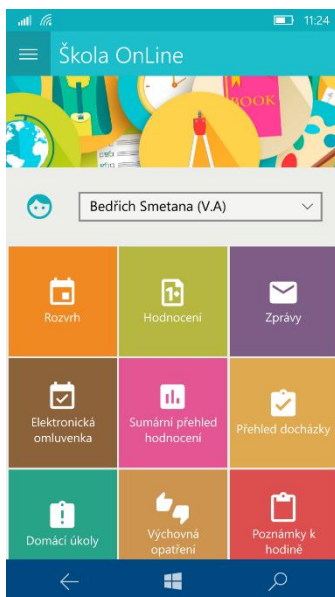 11:24
Škola OnLine
BOOK
Bedřich Smetana (V.A)
Rozvrh
Hodnocení
Zprávy
Elektronická
omluvenka
Sumární přehled
hodnocení
Přehled docházky
Domácí úkoly
Výchovná
opatření
Poznámky k
hodině